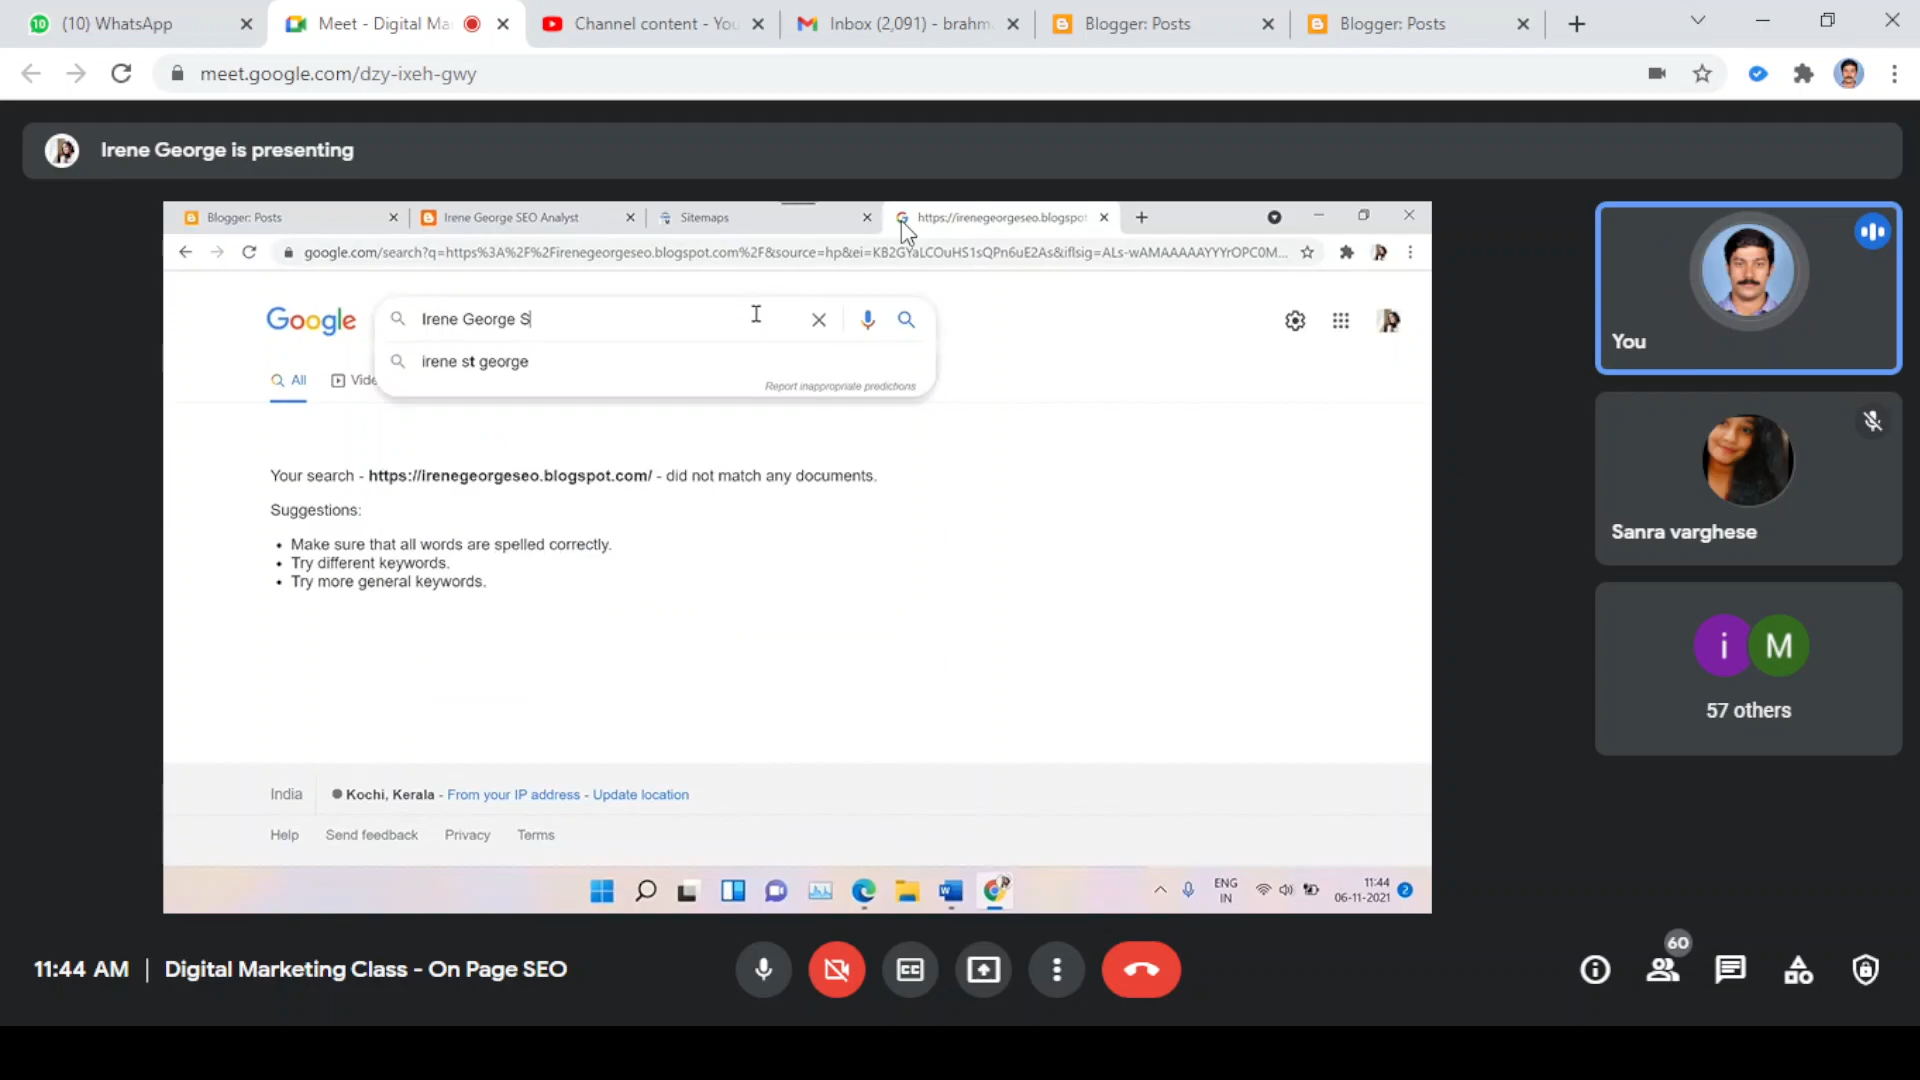 10
(10) WhatsApp
Meet - Digital Ma
Channel content - You
Inbox (2,091) - brahm
Blogger: Posts
Blogger: Posts
meet.google.com/dzy-ixeh-gwy
Irene George is presenting
Blogger: Posts
Irene George SEO Analyst
Sitemaps
https://irenegeorgeseo.blogspot
google.com/search?q=https%3A%2F%2Firenegeorgeseo.blogspot.com%2F&source=hp&ei=KB2GYaLCOuHS1sQPn6uE2As&iflsig=ALs-wAMAAAAAYYYrOPC0M...
Google
Irene George S
irene st george
Report inappropriate predictions
All
Vide
Your search - https://irenegeorgeseo.blogspot.com/ - did not match any documents.
Suggestions:
• Make sure that all words are spelled correctly.
• Try different keywords.
• Try more general keywords.
India
Kochi, Kerala - From your IP address - Update location
Help
Send feedback
Privacy
Terms
ENG
IN
11:44
06-11-2021
2
You
Sanra varghese
i
M
57 others
11:44 AM | Digital Marketing Class - On Page SEO
CC
60